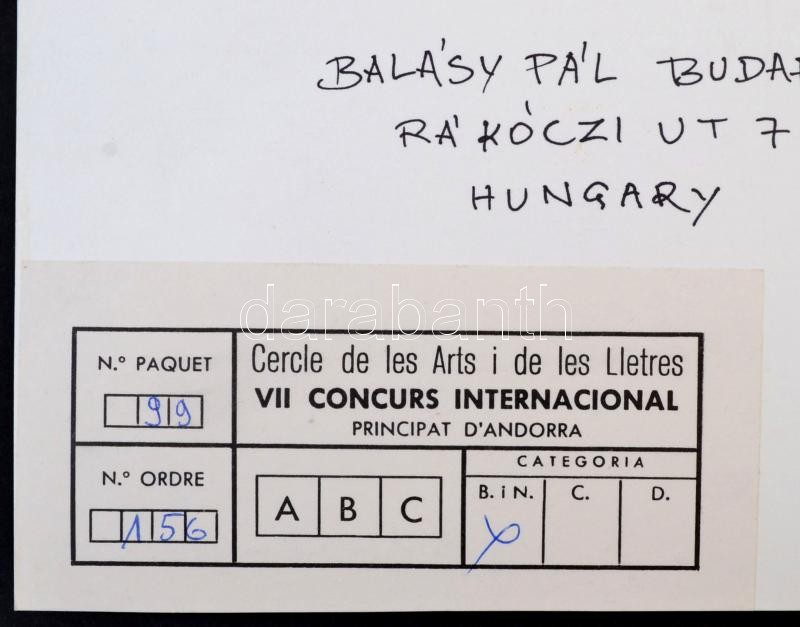 BALÁSY PÁL BUDAP
RÁKÓCZI UT 7
HUNGARY
darabanth
N.º PAQUET
99
Cercle de les Arts i de les Lletres
VII CONCURS INTERNACIONAL
PRINCIPAT D'ANDORRA
N.º ORDRE
156
A B C
CATEGORIA
B. i N. C. D.